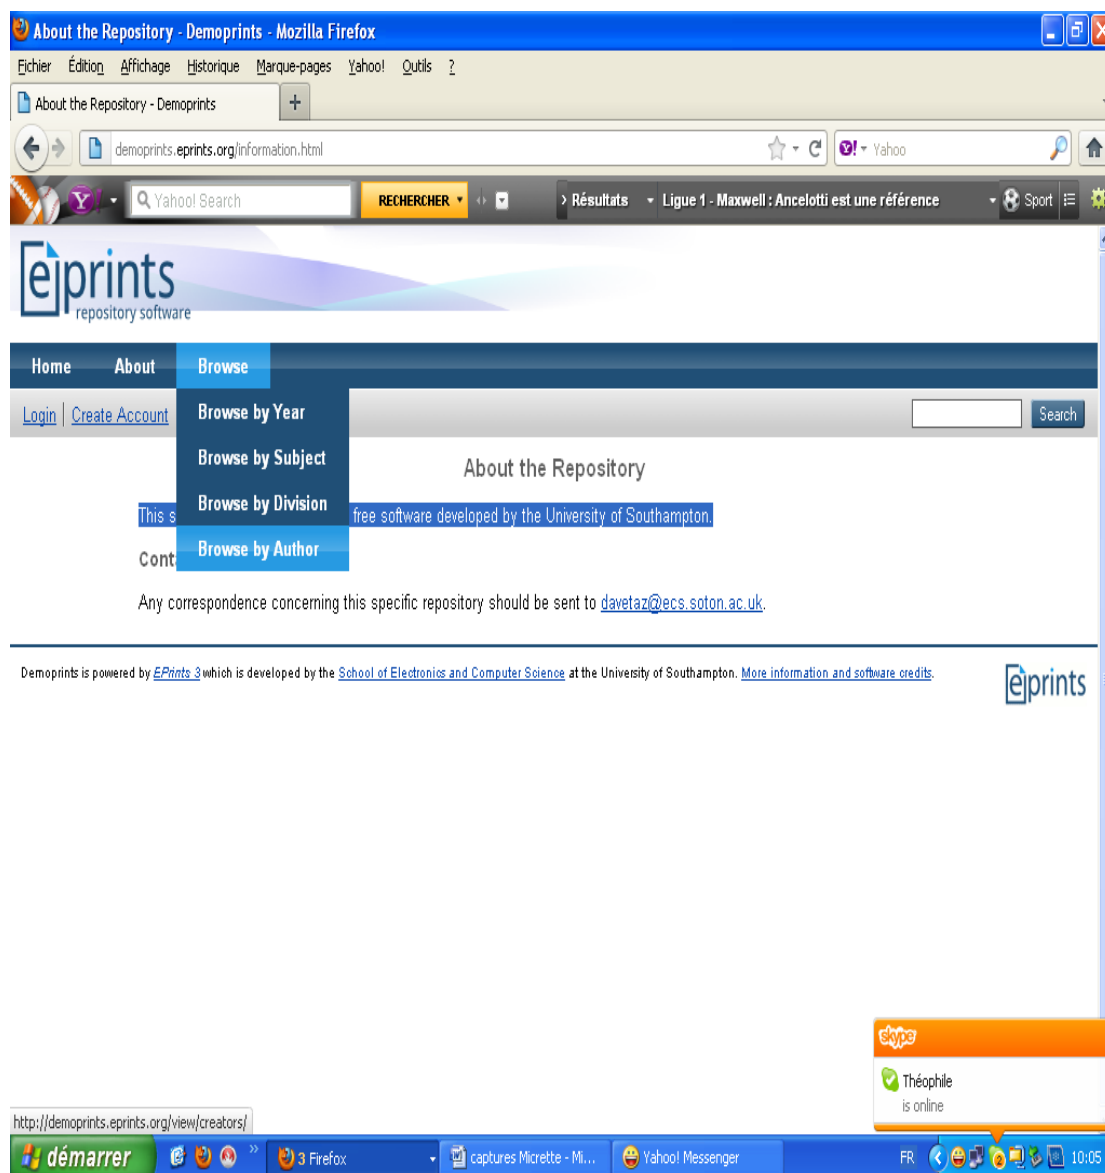 About the Repository - Demoprints - Mozilla Firefox
Fichier Édition Affichage Historique Marque-pages Yahoo! Outils ?
About the Repository - Demoprints +
demoprints.eprints.org/information.html Yahoo
Yahoo! Search RECHERCHER > Résultats Ligue 1 - Maxwell : Ancelotti est une référence Sport
eprints
repository software
Home About Browse
Login | Create Account Search
Browse by Year
Browse by Subject
Browse by Division
Browse by Author
About the Repository
This s free software developed by the University of Southampton.
Cont
Any correspondence concerning this specific repository should be sent to davetaz@ecs.soton.ac.uk.
Demoprints is powered by EPrints 3 which is developed by the School of Electronics and Computer Science at the University of Southampton. More information and software credits.
eprints
skype
Théophile
is online
http://demoprints.eprints.org/view/creators/
démarrer 3 Firefox captures Micrette - Mi... Yahoo! Messenger FR 10:05